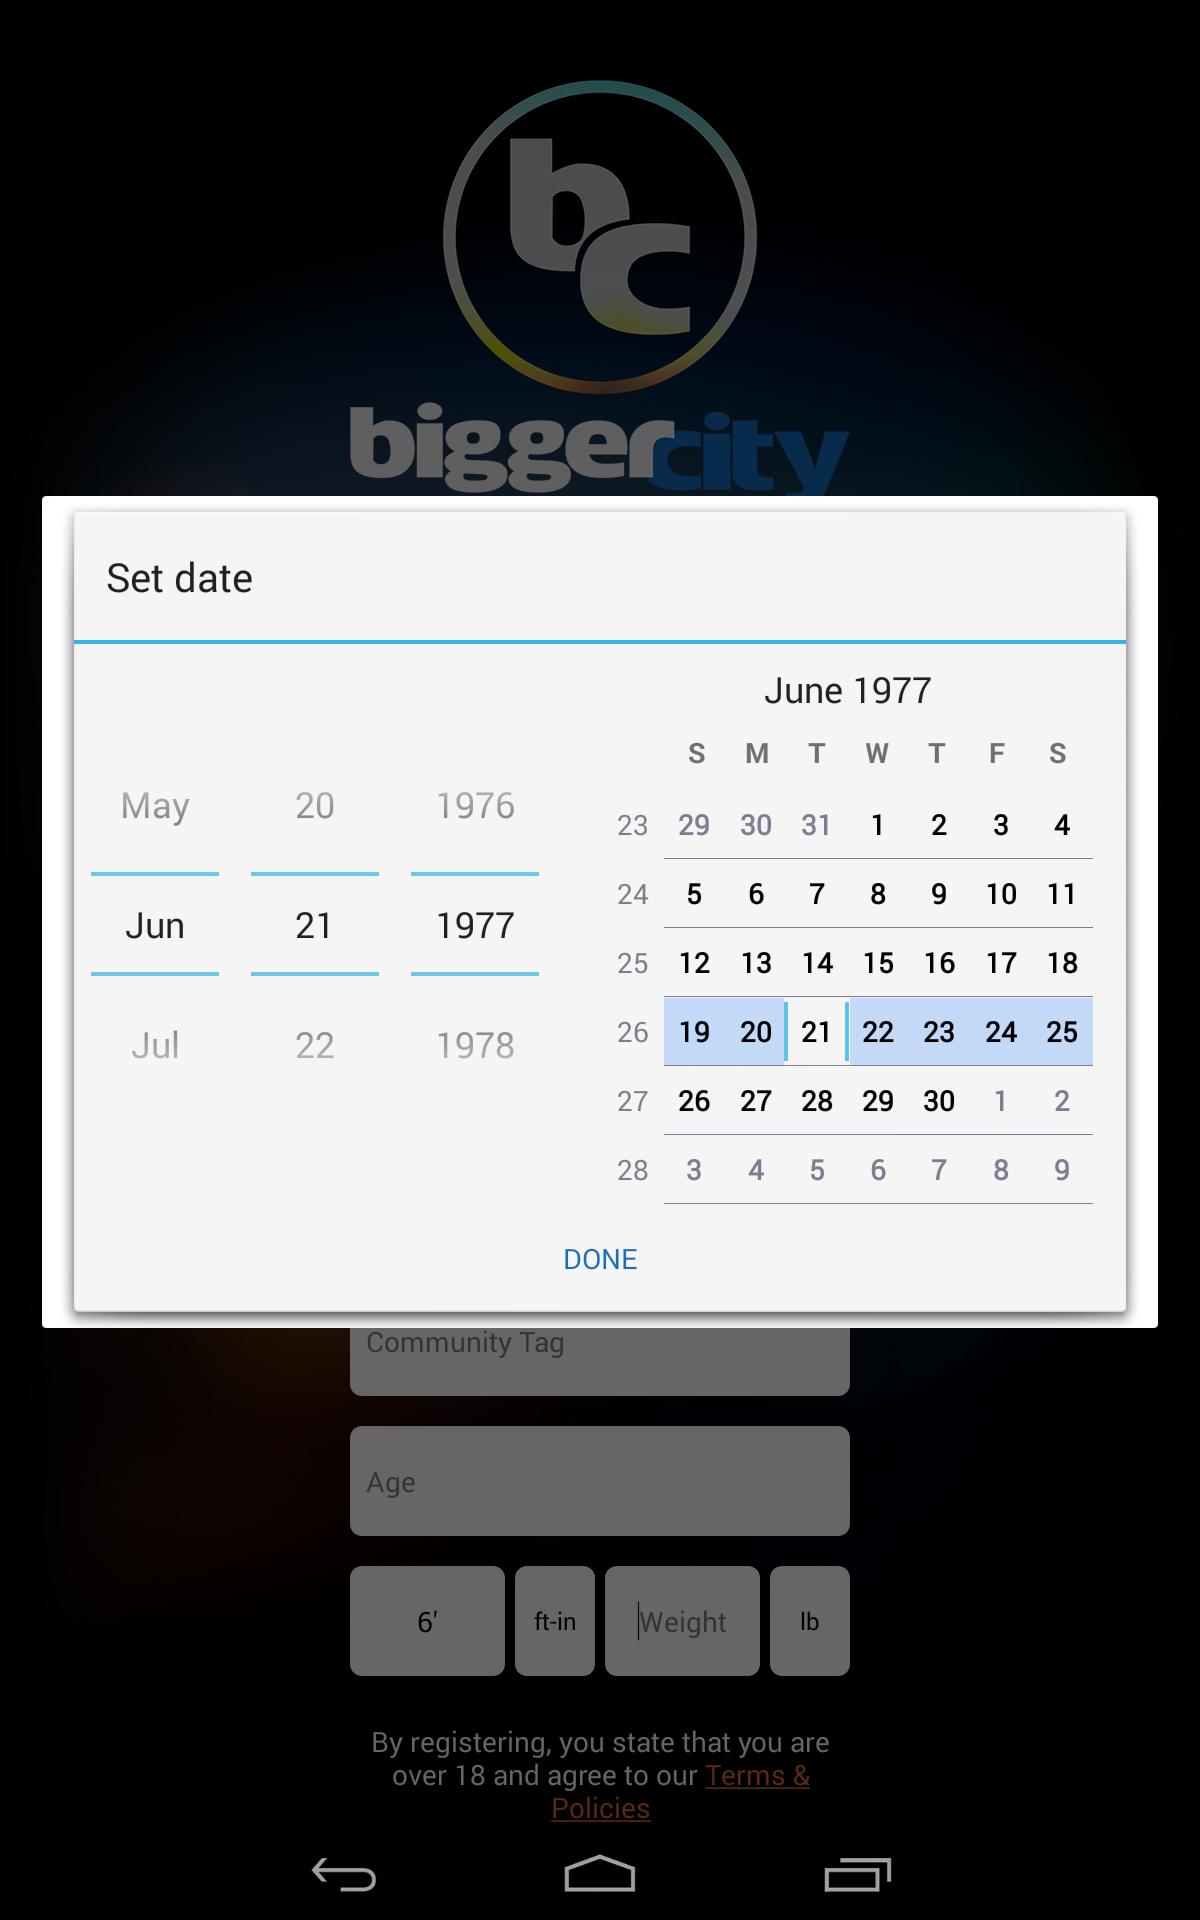 bc
biggercity
Set date
June 1977
S M T W T F S
May 20 1976
23 29 30 31 1 2 3 4
24 5 6 7 8 9 10 11
Jun 21 1977
25 12 13 14 15 16 17 18
26 19 20 21 22 23 24 25
Jul 22 1978
27 26 27 28 29 30 1 2
28 3 4 5 6 7 8 9
DONE
Community Tag
Age
6' ft-in Weight lb
By registering, you state that you are
over 18 and agree to our Terms &
Policies